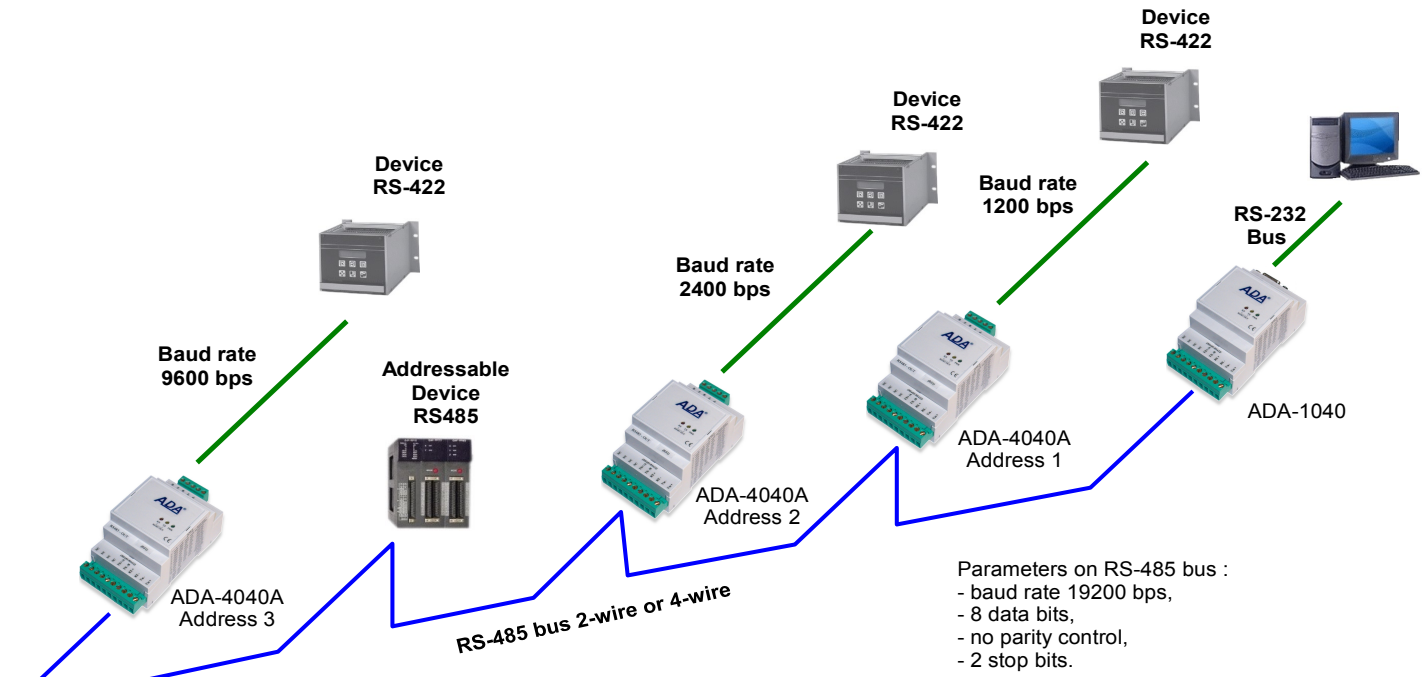 Device
RS-422
Device
RS-422
Device
RS-422
Baud rate
1200 bps
RS-232
Bus
Baud rate
2400 bps
ADA
Baud rate
9600 bps
Addressable
Device
RS485
ADA
ADA-1040
ADA
ADA-4040A
Address 1
ADA
ADA-4040A
Address 2
ADA-4040A
Address 3
RS-485 bus 2-wire or 4-wire
Parameters on RS-485 bus :
- baud rate 19200 bps,
- 8 data bits,
- no parity control,
- 2 stop bits.